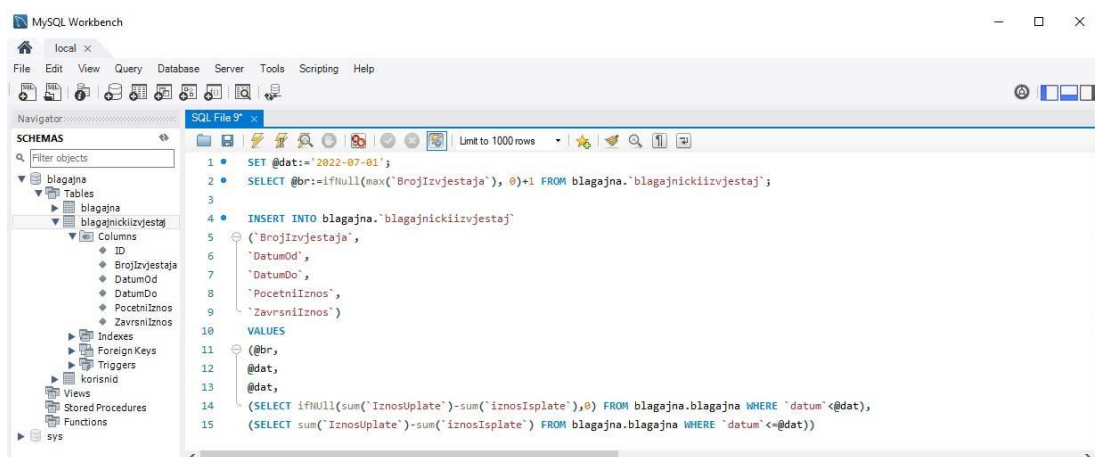 MySQL Workbench
local
File Edit View Query Database Server Tools Scripting Help
Navigator
SQL File 9*
SCHEMAS
Limit to 1000 rows
Filter objects
blagajna
Tables
blagajna
blagajnickiizvjestaj
Columns
ID
BrojIzvjestaja
DatumOd
DatumDo
PocetniIznos
ZavrsniIznos
Indexes
Foreign Keys
Triggers
korisnici
Views
Stored Procedures
Functions
sys
1 SET @dat:='2022-07-01';
2 SELECT @br:=ifNull(max(`BrojIzvjestaja`), 0)+1 FROM blagajna.`blagajnickiizvjestaj`;
3
4 INSERT INTO blagajna.`blagajnickiizvjestaj`
5 (`BrojIzvjestaja`,
6 `DatumOd`,
7 `DatumDo`,
8 `PocetniIznos`,
9 `ZavrsniIznos`)
10 VALUES
11 (@br,
12 @dat,
13 @dat,
14 (SELECT ifNUll(sum(`IznosUplate`)-sum(`iznosIsplate`),0) FROM blagajna.blagajna WHERE `datum`<@dat),
15 (SELECT sum(`IznosUplate`)-sum(`iznosIsplate`) FROM blagajna.blagajna WHERE `datum`<=@dat))